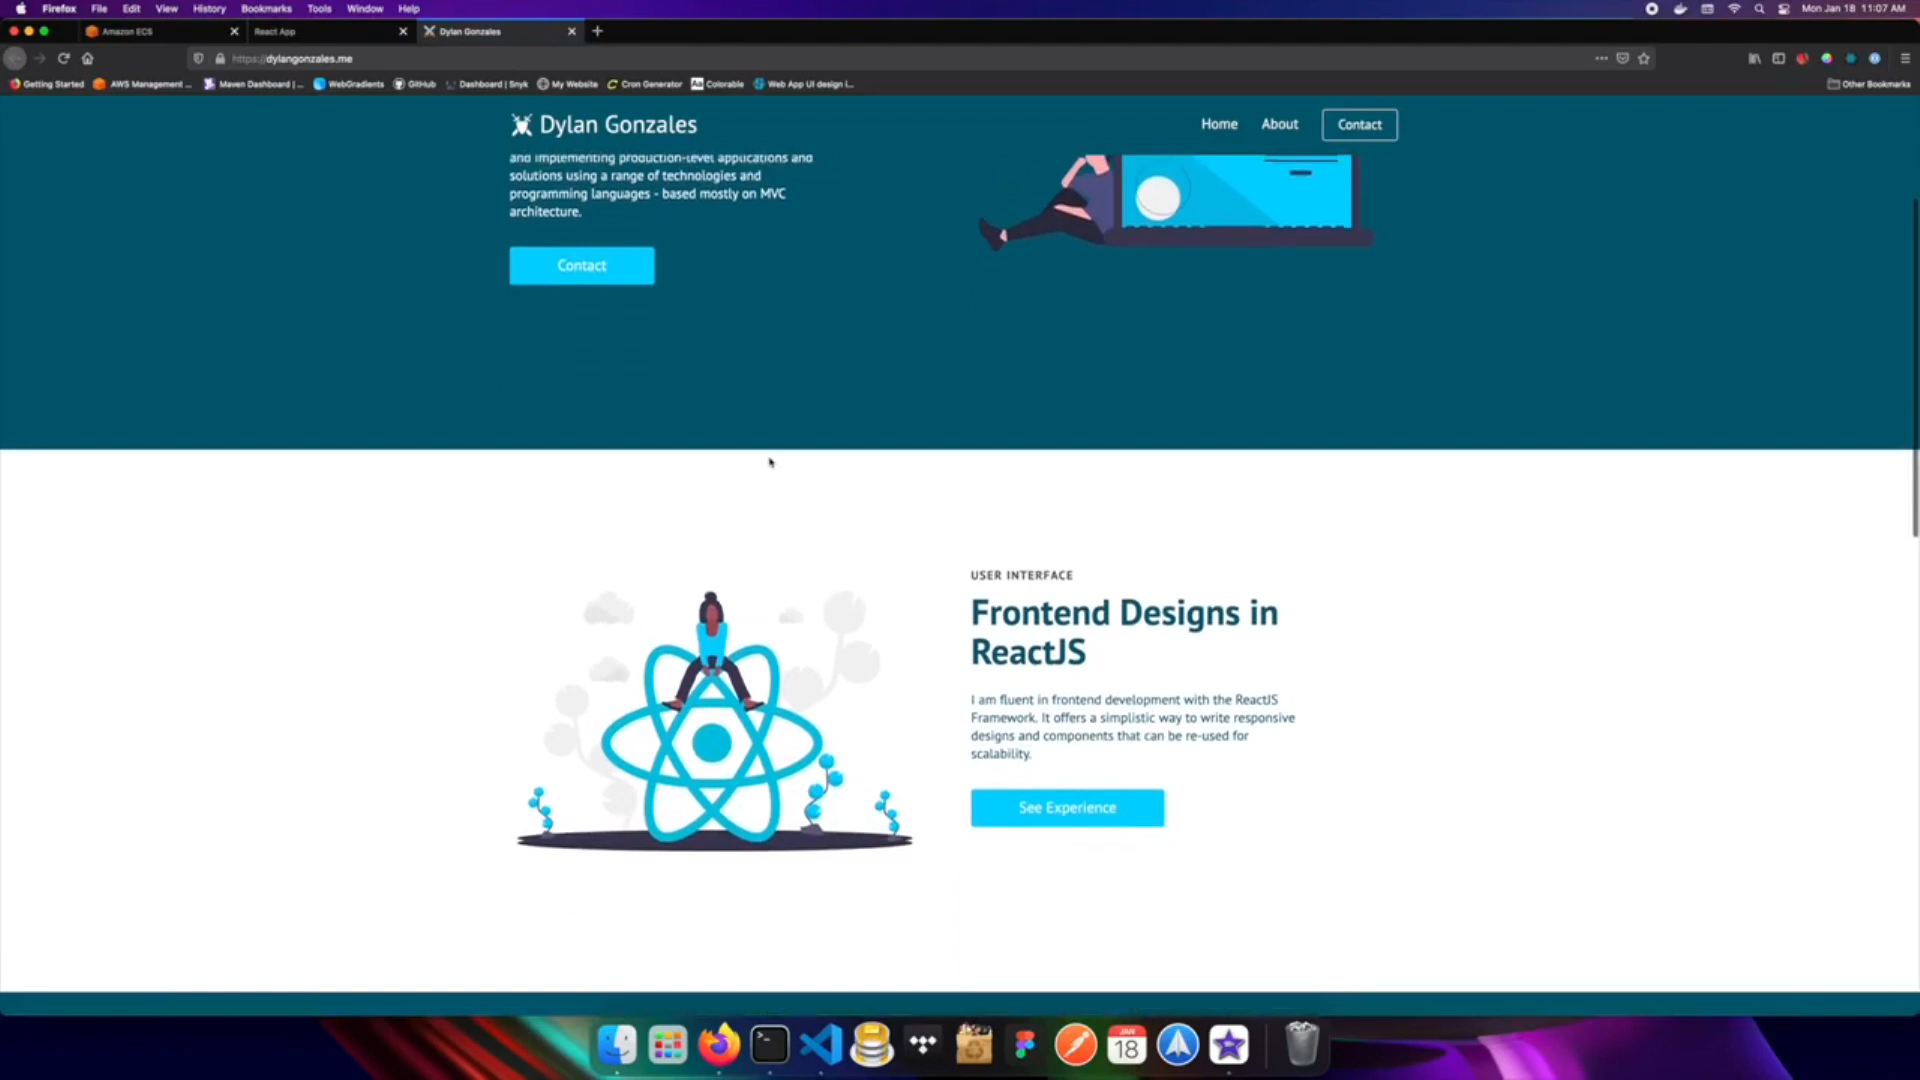 Firefox File Edit View History Bookmarks Tools Window Help Mon Jan 18 11:07 AM
Amazon ECS React App Dylan Gonzales
https://dylangonzales.me
Getting Started AWS Management ... Maven Dashboard | ... WebGradients GitHub Dashboard | Snyk My Website Cron Generator Colorable Web App UI design i... Other Bookmarks
Dylan Gonzales Home About Contact
and implementing production-level applications and
solutions using a range of technologies and
programming languages - based mostly on MVC
architecture.
Contact
USER INTERFACE
Frontend Designs in
ReactJS
I am fluent in frontend development with the ReactJS
Framework. It offers a simplistic way to write responsive
designs and components that can be re-used for
scalability.
See Experience
JAN
18